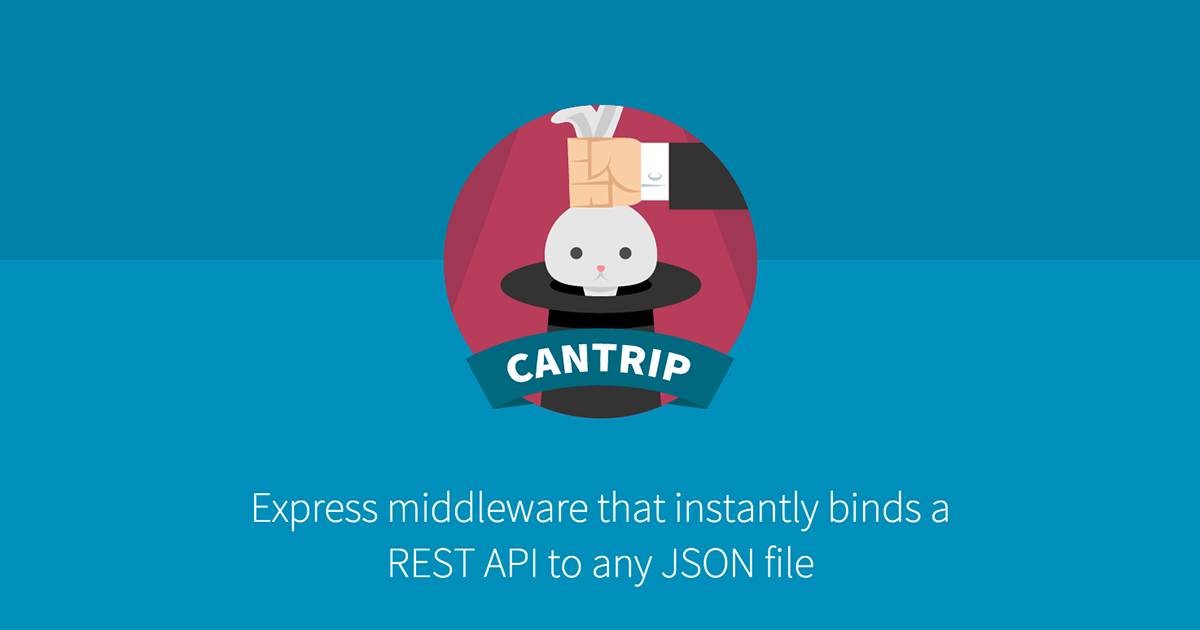 CANTRIP
Express middleware that instantly binds a
REST API to any JSON file